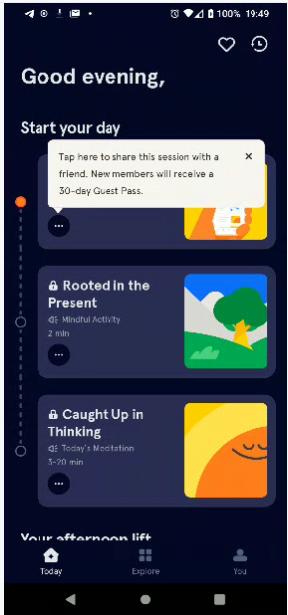 100% 19:49
Good evening,
Start your day
Tap here to share this session with a
friend. New members will receive a
30-day Guest Pass.
Rooted in the
Present
Mindful Activity
2 min
Caught Up in
Thinking
Today's Meditation
3-20 min
Your afternoon lift
Today Explore You